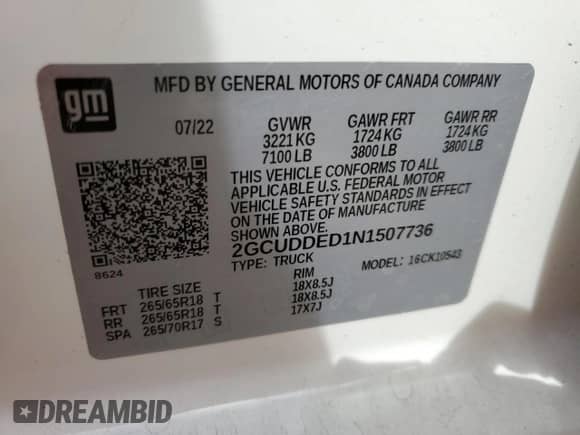 gm
MFD BY GENERAL MOTORS OF CANADA COMPANY
07/22 GVWR GAWR FRT GAWR RR
3221 KG 1724 KG 1724 KG
7100 LB 3800 LB 3800 LB
THIS VEHICLE CONFORMS TO ALL
APPLICABLE U.S. FEDERAL MOTOR
VEHICLE SAFETY STANDARDS IN EFFECT
ON THE DATE OF MANUFACTURE
SHOWN ABOVE.
2GCUDDED1N1507736
TYPE: TRUCK MODEL: 16CK10543
8624
TIRE SIZE RIM
FRT 265/65R18 T 18X8.5J
RR 265/65R18 T 18X8.5J
SPA 265/70R17 S 17X7J
DREAMBID